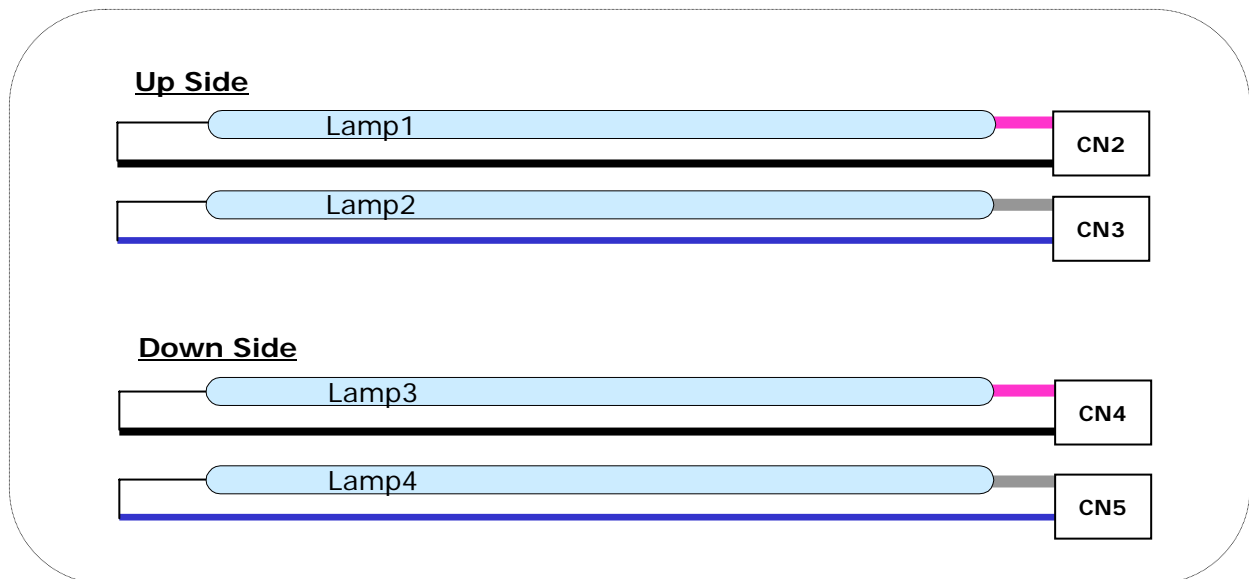 Up Side
Lamp1
CN2
Lamp2
CN3
Down Side
Lamp3
CN4
Lamp4
CN5